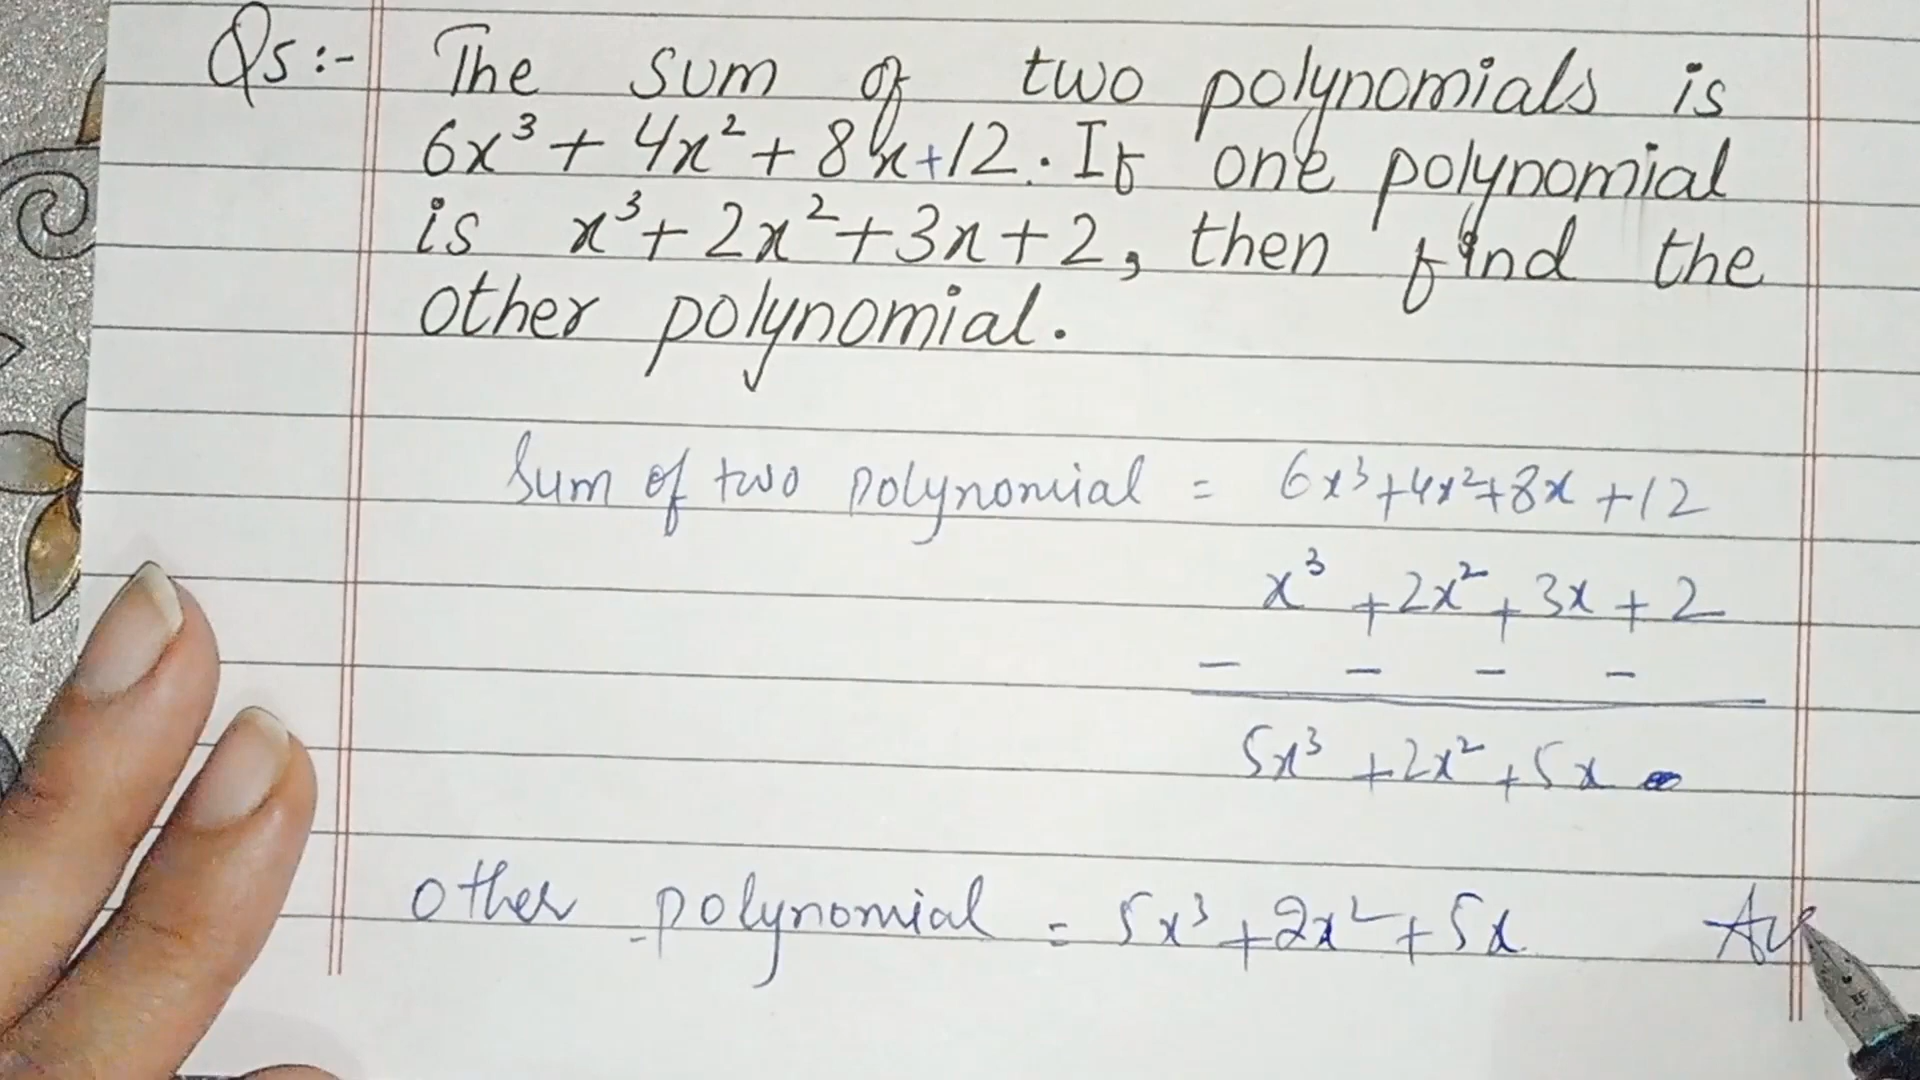 Q5:- The sum of two polynomials is
6x³ + 4x² + 8x + 12. If one polynomial
is x³ + 2x² + 3x + 2, then find the
other polynomial.
Sum of two polynomial = 6x³ + 4x² + 8x + 12
x³ + 2x² + 3x + 2
− − − −
5x³ + 2x² + 5x
other polynomial = 5x³ + 2x² + 5x